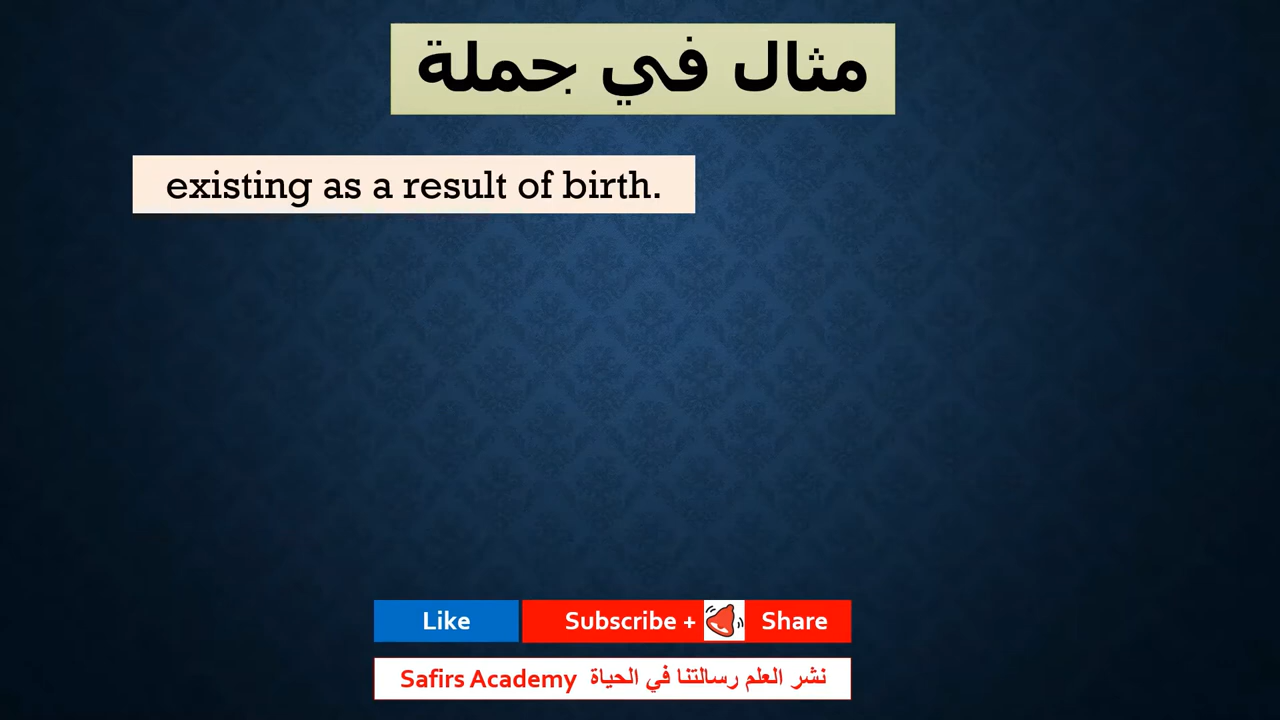 مثال في جملة
existing as a result of birth.
Like Subscribe + Share
Safirs Academy نشر العلم رسالتنا في الحياة